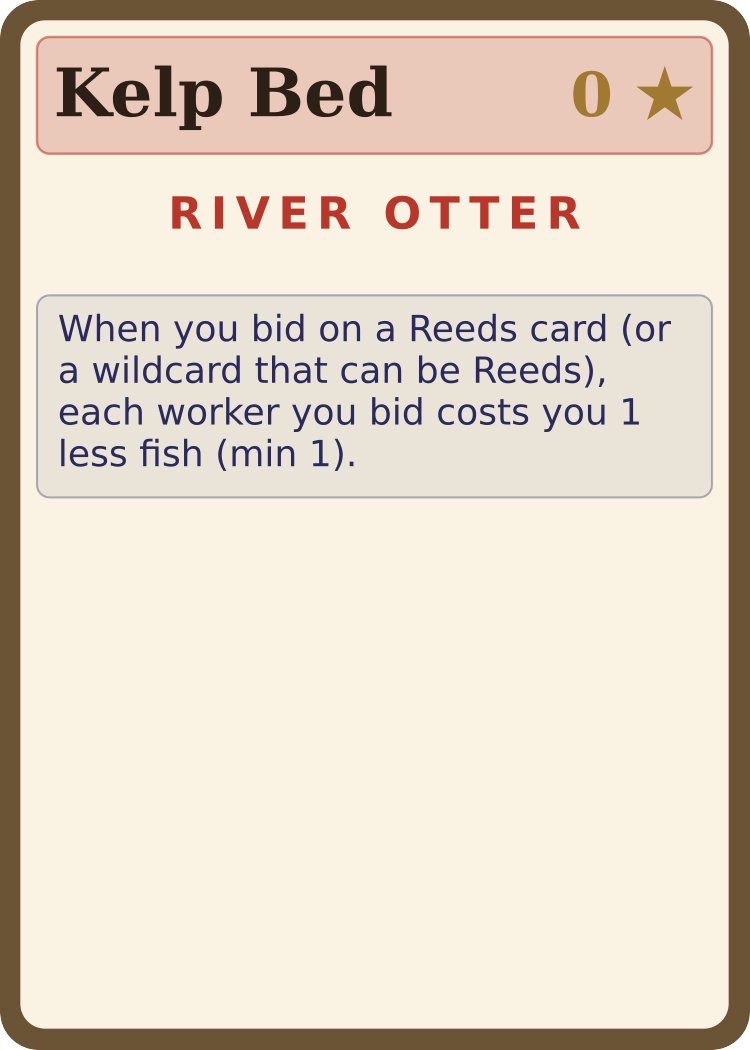 Kelp Bed 0 ★
RIVER OTTER
When you bid on a Reeds card (or
a wildcard that can be Reeds),
each worker you bid costs you 1
less fish (min 1).